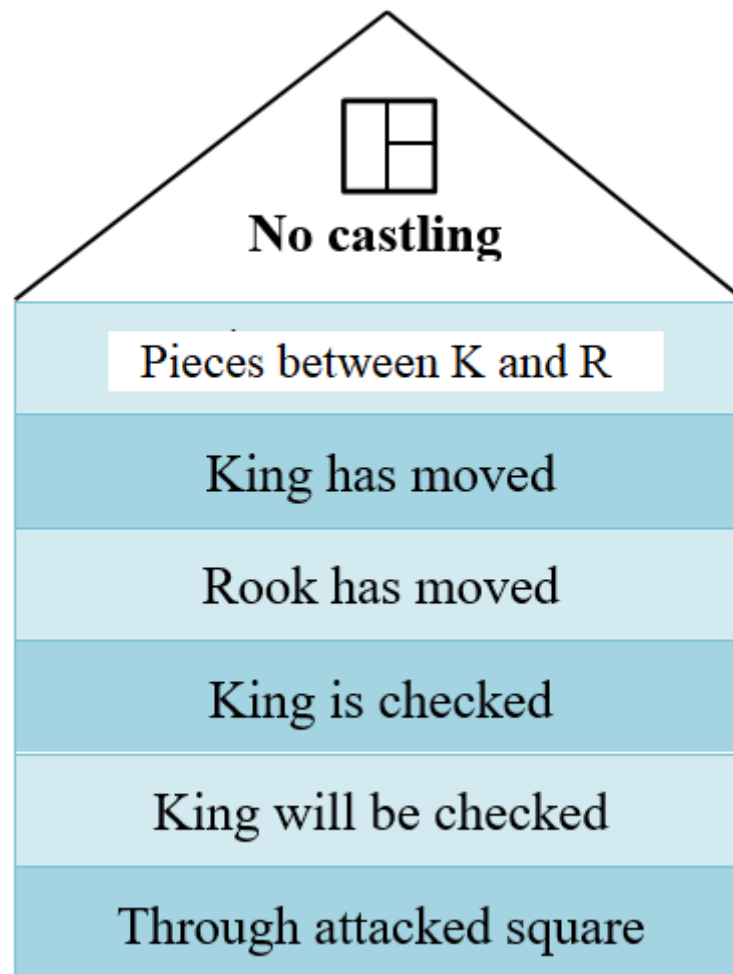 No castling
Pieces between K and R
King has moved
Rook has moved
King is checked
King will be checked
Through attacked square